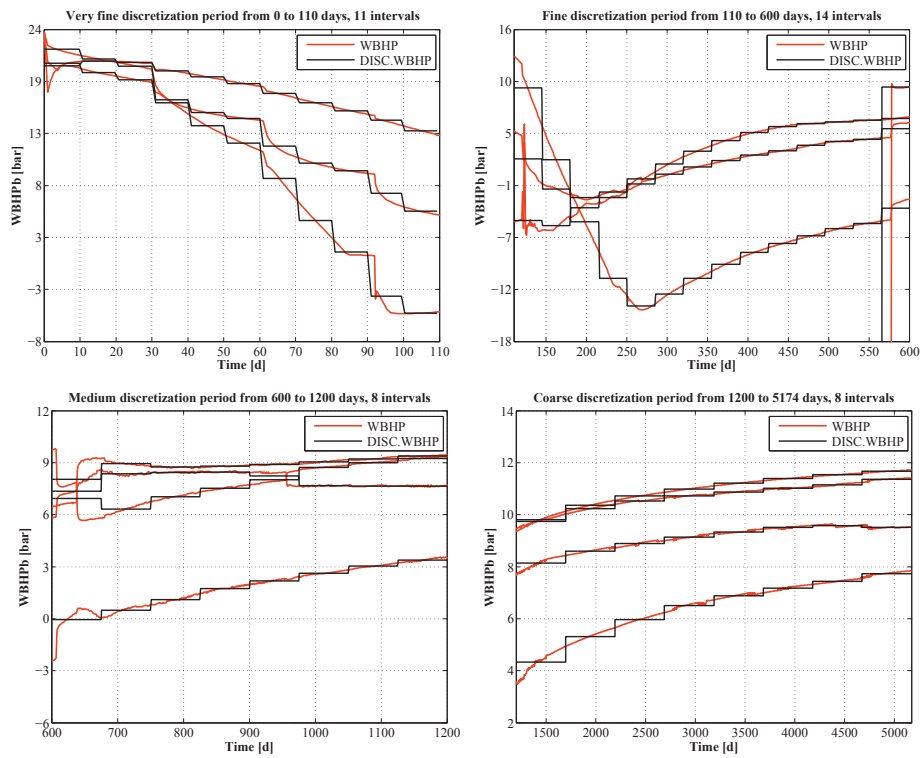 Very fine discretization period from 0 to 110 days, 11 intervals
WBHPb [bar]
24
19
13
8
3
−3
−8
WBHP
DISC.WBHP
0 10 20 30 40 50 60 70 80 90 100 110
Time [d]
Fine discretization period from 110 to 600 days, 14 intervals
WBHPb [bar]
16
10
5
−1
−7
−12
−18
WBHP
DISC.WBHP
150 200 250 300 350 400 450 500 550 600
Time [d]
Medium discretization period from 600 to 1200 days, 8 intervals
WBHPb [bar]
12
9
6
3
0
−3
−6
WBHP
DISC.WBHP
600 700 800 900 1000 1100 1200
Time [d]
Coarse discretization period from 1200 to 5174 days, 8 intervals
WBHPb [bar]
14
12
10
8
6
4
2
WBHP
DISC.WBHP
1500 2000 2500 3000 3500 4000 4500 5000
Time [d]